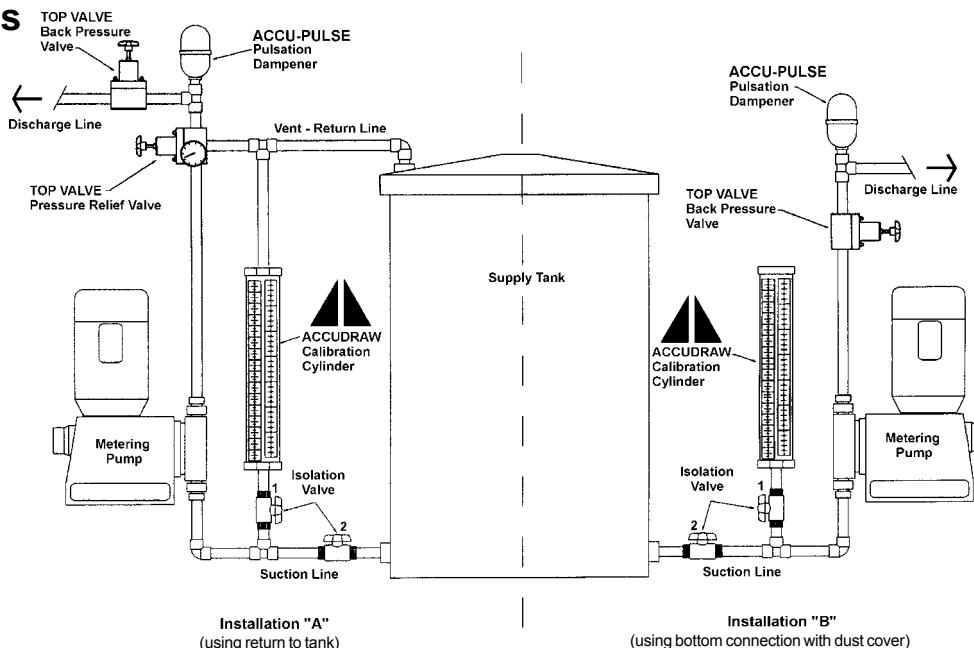 S
TOP VALVE
Back Pressure
Valve
ACCU-PULSE
Pulsation
Dampener
Discharge Line
Vent - Return Line
TOP VALVE
Pressure Relief Valve
ACCUDRAW
Calibration
Cylinder
Metering
Pump
Isolation
Valve
1
2
Suction Line
Installation "A"
(using return to tank)
Supply Tank
ACCU-PULSE
Pulsation
Dampener
Discharge Line
TOP VALVE
Back Pressure
Valve
ACCUDRAW
Calibration
Cylinder
Metering
Pump
Isolation
Valve
1
2
Suction Line
Installation "B"
(using bottom connection with dust cover)